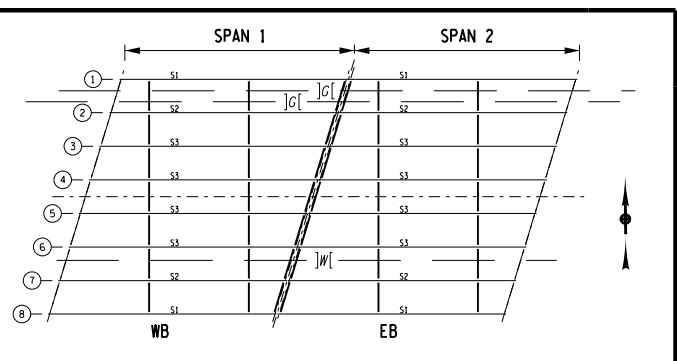 SPAN 1 SPAN 2
1 S1 S1
]G[
]G[
2 S2 S2
3 S3 S3
4 S3 S3
5 S3 S3
6 S3 S3
]W[
7 S2 S2
8 S1 S1
WB EB